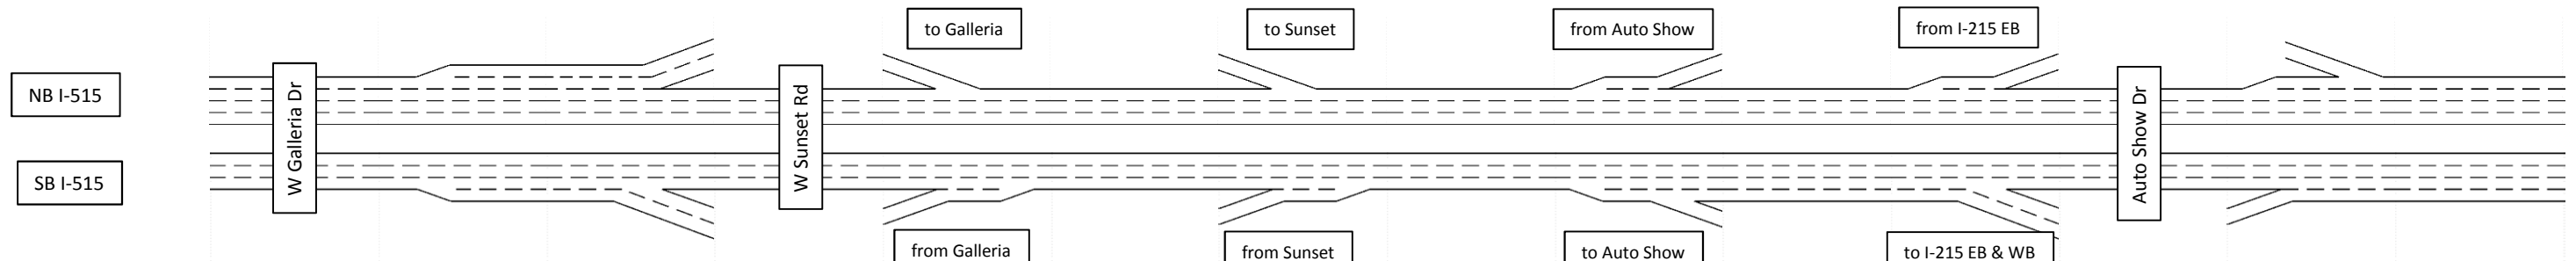 to Galleria
to Sunset
from Auto Show
from I-215 EB
NB I-515
SB I-515
W Galleria Dr
W Sunset Rd
Auto Show Dr
from Galleria
from Sunset
to Auto Show
to I-215 EB & WB